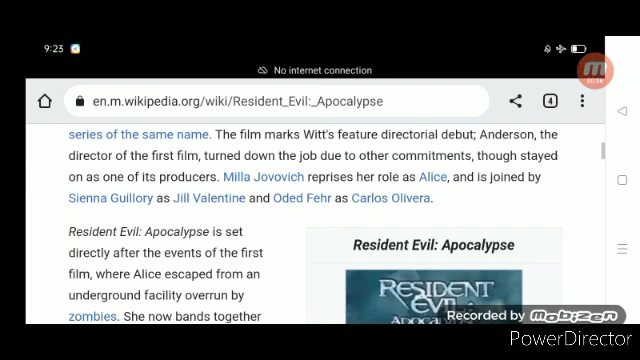 9:23
No internet connection
en.m.wikipedia.org/wiki/Resident_Evil:_Apocalypse
4
series of the same name. The film marks Witt's feature directorial debut; Anderson, the
director of the first film, turned down the job due to other commitments, though stayed
on as one of its producers. Milla Jovovich reprises her role as Alice, and is joined by
Sienna Guillory as Jill Valentine and Oded Fehr as Carlos Olivera.
Resident Evil: Apocalypse is set
directly after the events of the first
film, where Alice escaped from an
underground facility overrun by
zombies. She now bands together
Resident Evil: Apocalypse
RESIDENT
EVIL
APOCALYPSE
Recorded by Mobizen
PowerDirector